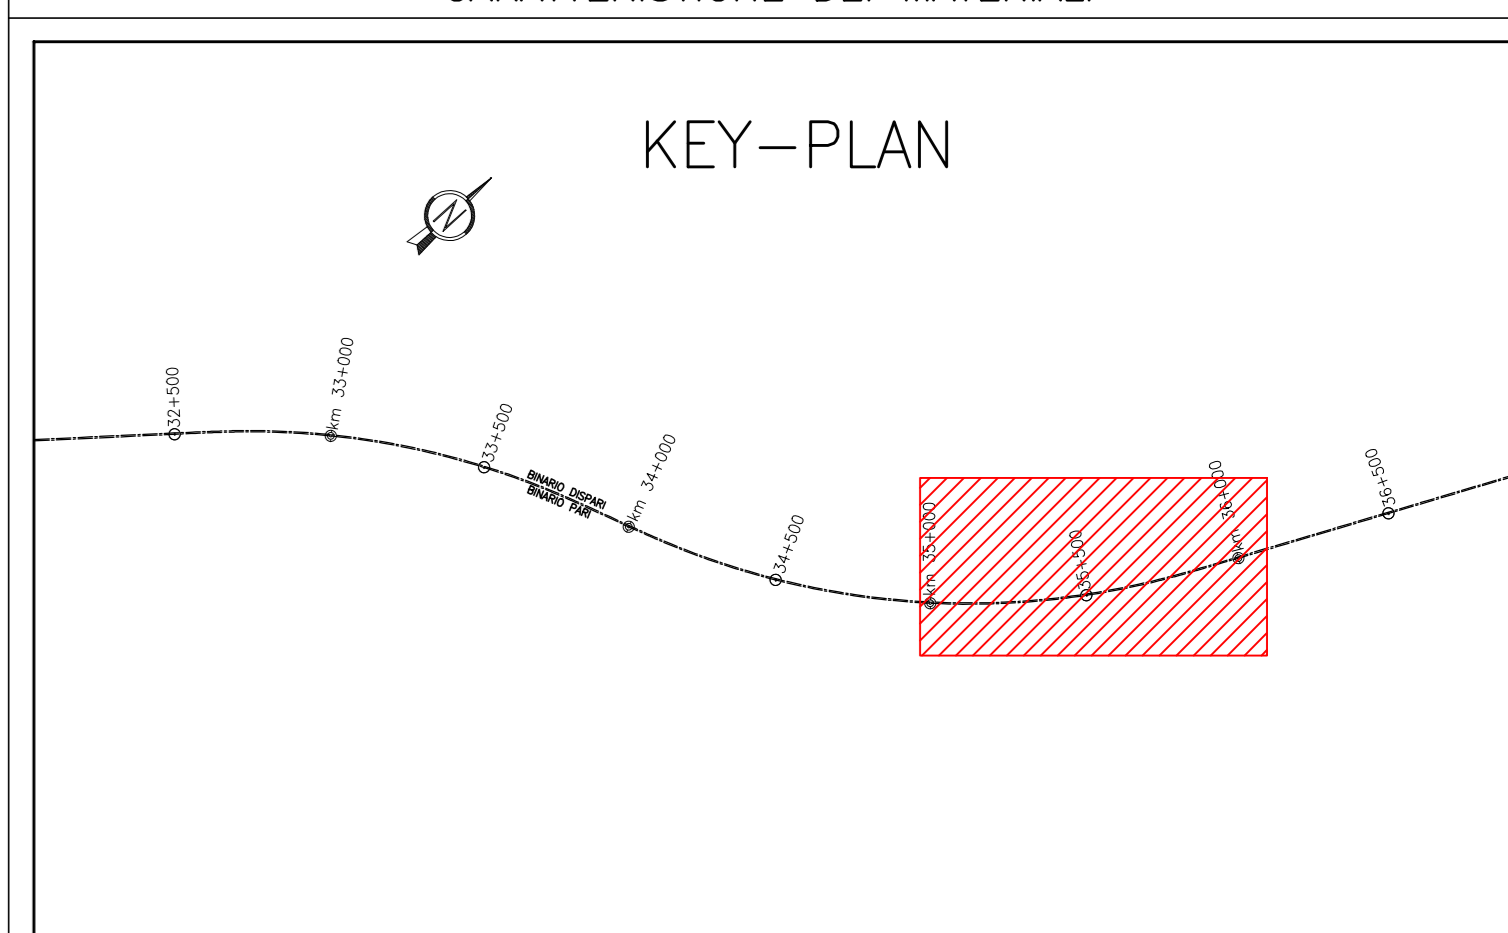 KEY-PLAN
N
32+500
km 33+000
33+500
BINARIO DISPARI
BINARIO PARI
km 34+000
34+500
km 35+000
35+500
km 36+000
36+500